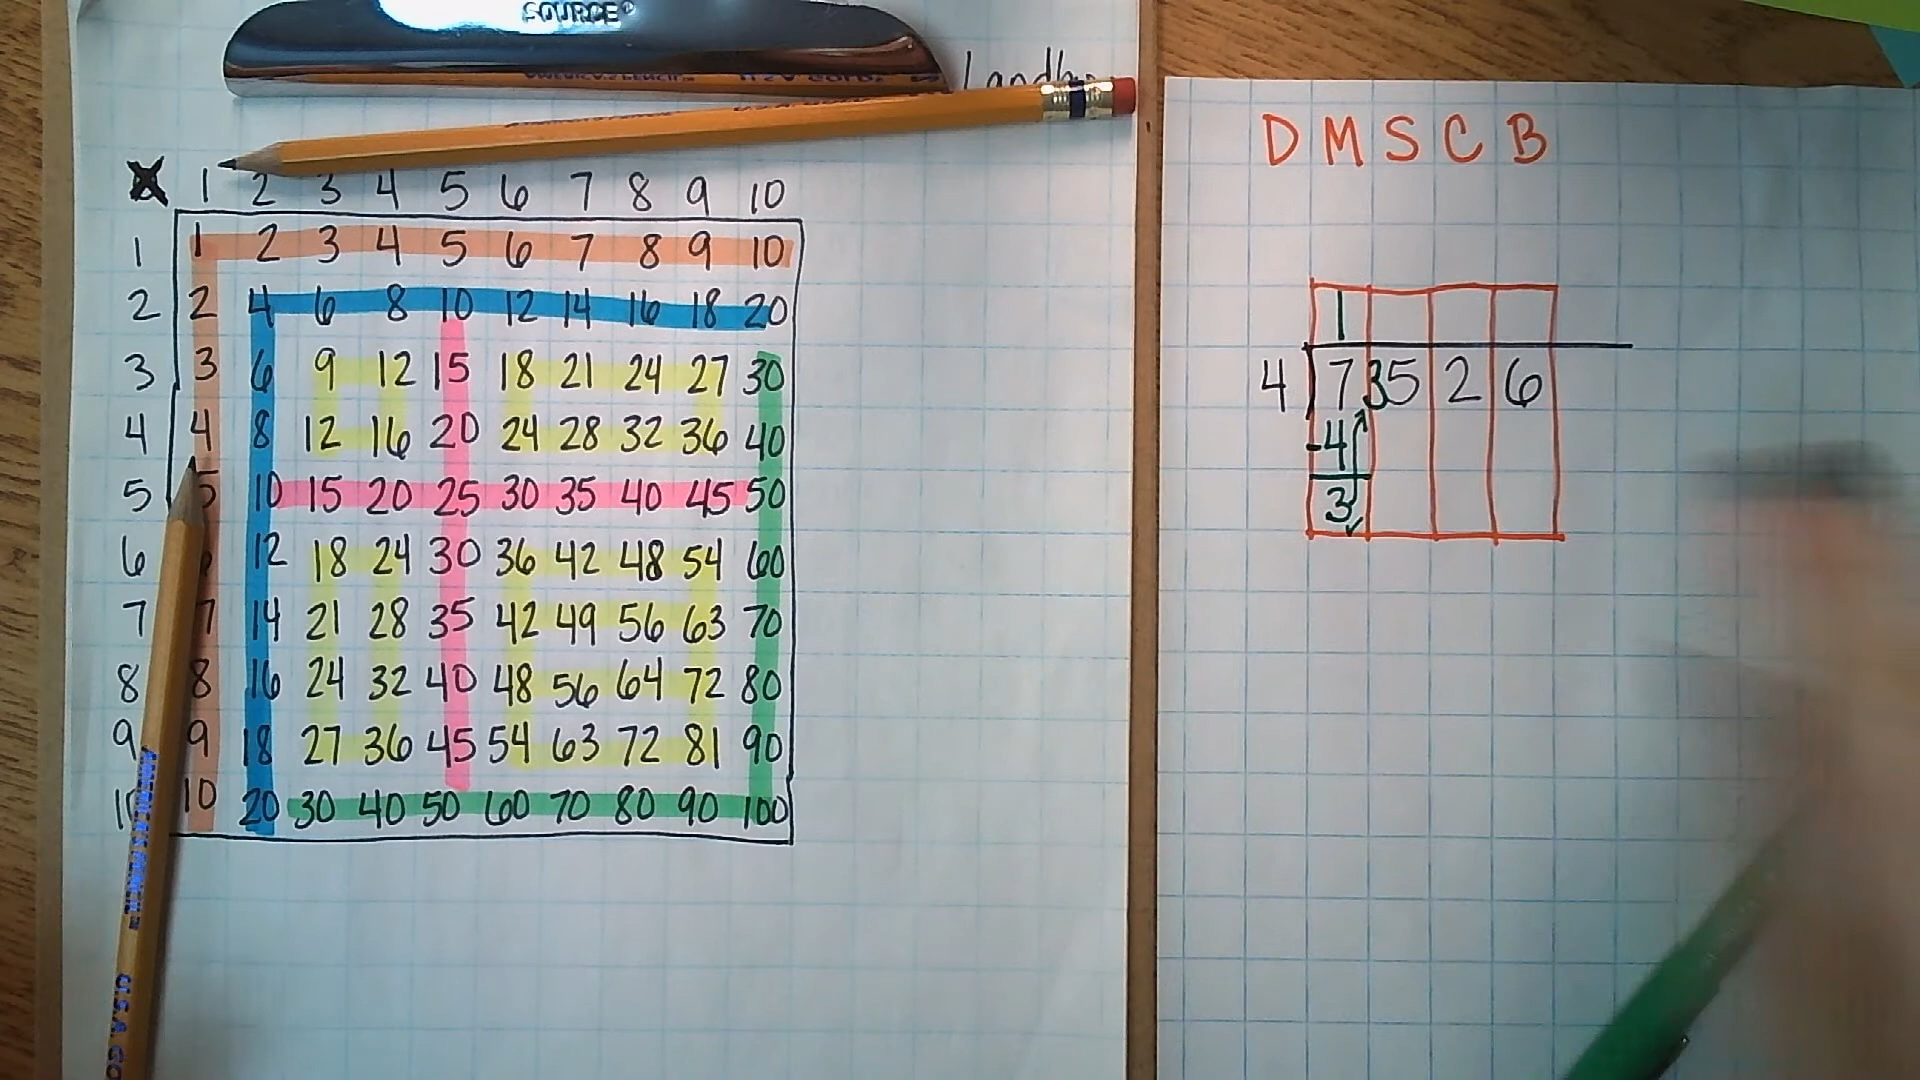 SOURCE
Landb
X 1 2 3 4 5 6 7 8 9 10
1 1 2 3 4 5 6 7 8 9 10
2 2 4 6 8 10 12 14 16 18 20
3 3 6 9 12 15 18 21 24 27 30
4 4 8 12 16 20 24 28 32 36 40
5 5 10 15 20 25 30 35 40 45 50
6 12 18 24 30 36 42 48 54 60
7 7 14 21 28 35 42 49 56 63 70
8 8 16 24 32 40 48 56 64 72 80
9 9 18 27 36 45 54 63 72 81 90
10 10 20 30 40 50 60 70 80 90 100
U.S.A. GO
D M S C B
1
4 7 35 2 6
-4
3